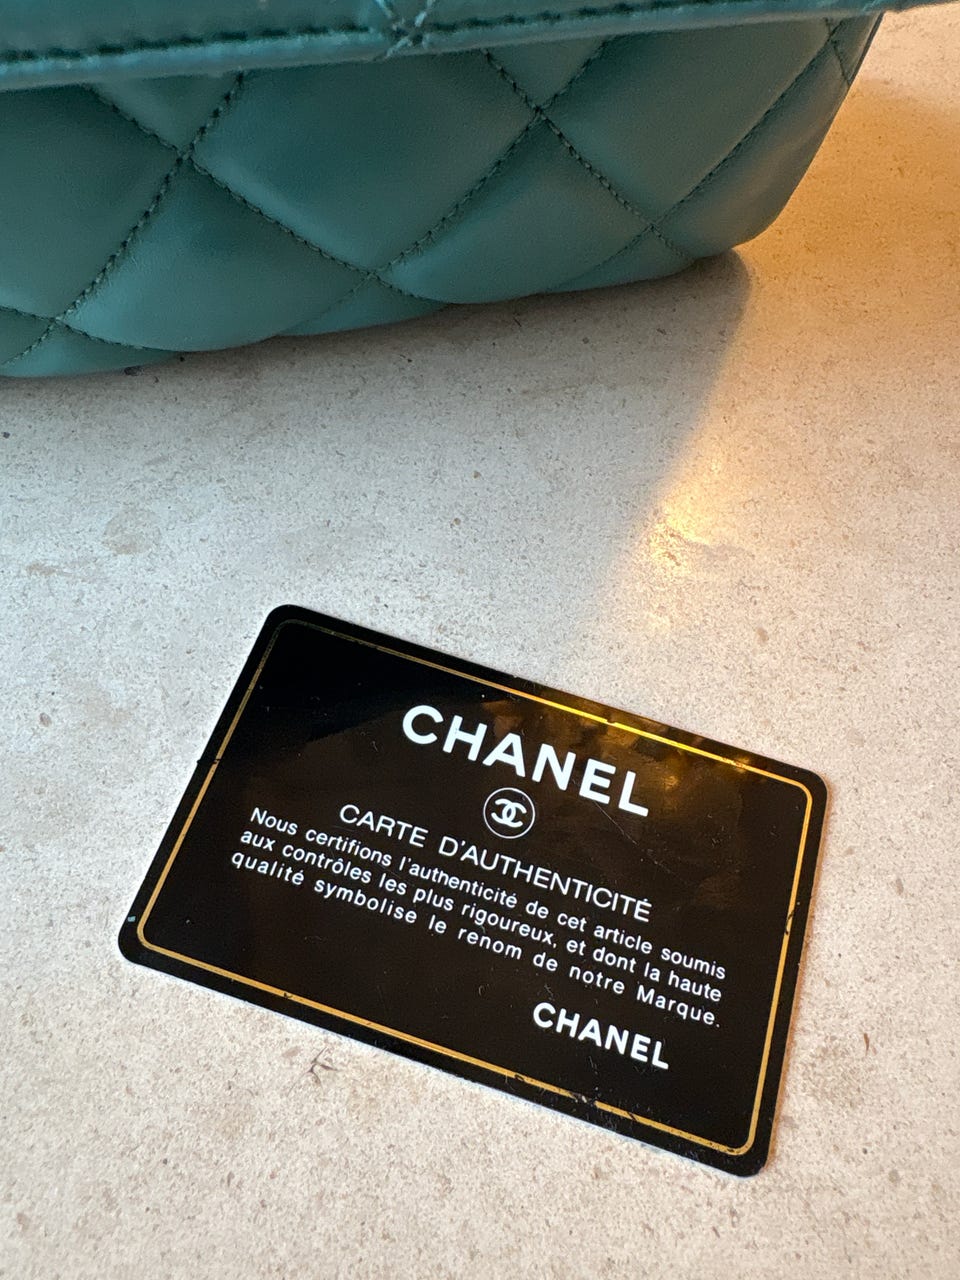 CHANEL
CARTE D'AUTHENTICITÉ
Nous certifions l'authenticité de cet article soumis
aux contrôles les plus rigoureux, et dont la haute
qualité symbolise le renom de notre Marque.
CHANEL